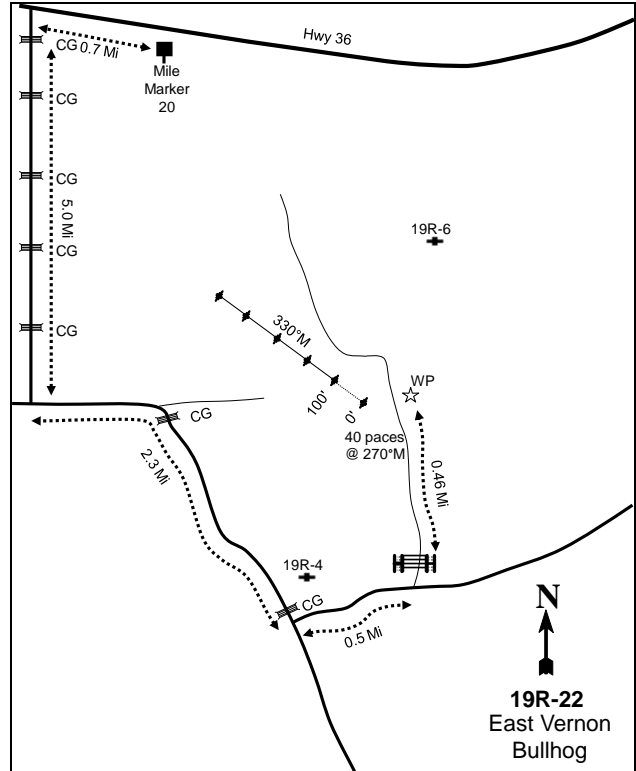 Hwy 36
CG
0.7 Mi
Mile
Marker
20
CG
CG
5.0 Mi
CG
CG
19R-6
330°M
100'
0'
WP
40 paces
@ 270°M
0.46 Mi
CG
2.3 Mi
19R-4
CG
0.5 Mi
N
19R-22
East Vernon
Bullhog